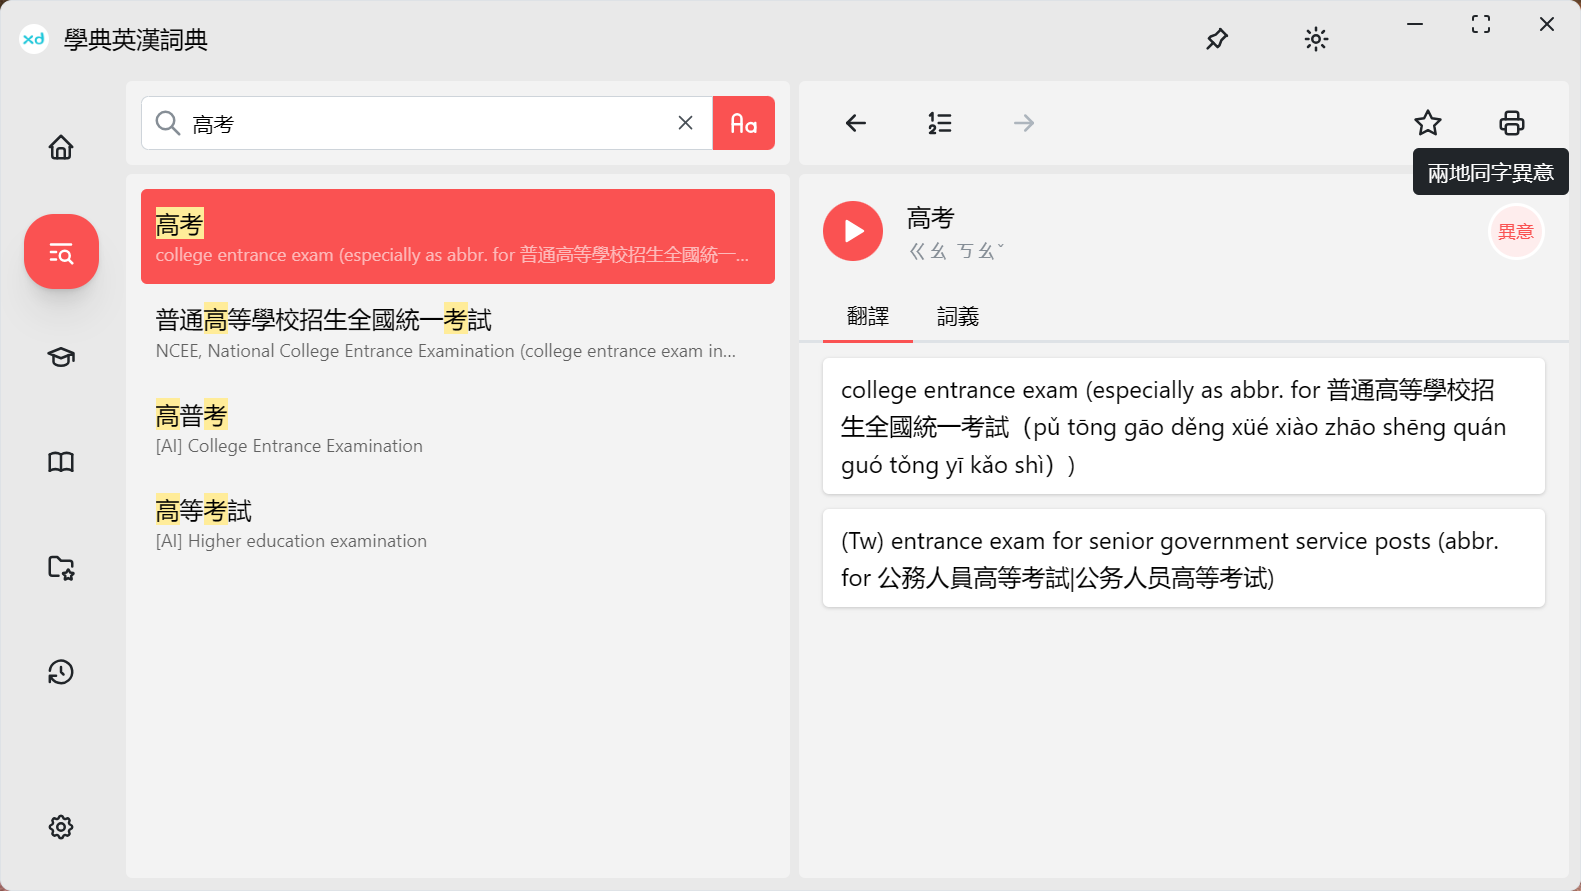 xd 學典英漢詞典
高考
Aa
高考
college entrance exam (especially as abbr. for 普通高等學校招生全國統一...
普通高等學校招生全國統一考試
NCEE, National College Entrance Examination (college entrance exam in...
高普考
[AI] College Entrance Examination
高等考試
[AI] Higher education examination
兩地同字異意
高考
ㄍㄠ ㄎㄠˇ
異意
翻譯 詞義
college entrance exam (especially as abbr. for 普通高等學校招
生全國統一考試（pǔ tōng gāo děng xüé xiào zhāo shēng quán
guó tǒng yī kǎo shì））
(Tw) entrance exam for senior government service posts (abbr.
for 公務人員高等考試|公务人员高等考试)